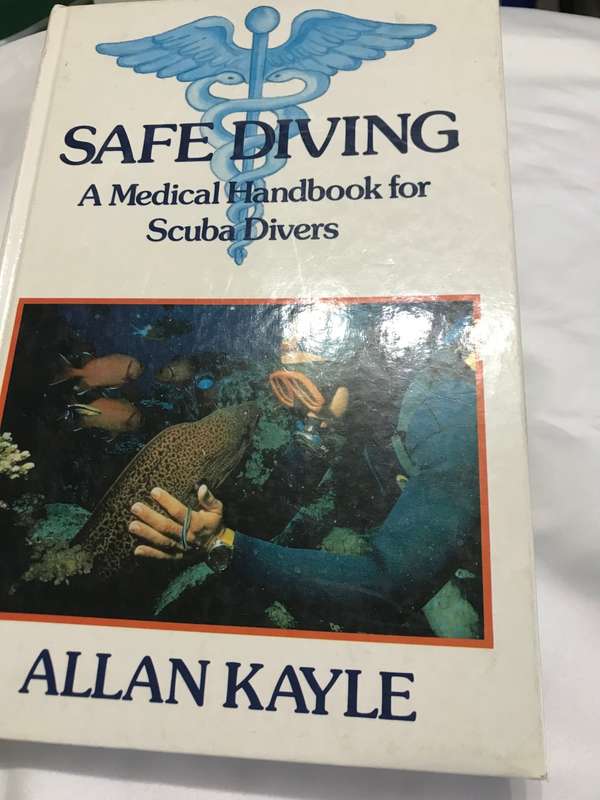 SAFE DIVING
A Medical Handbook for
Scuba Divers
ALLAN KAYLE